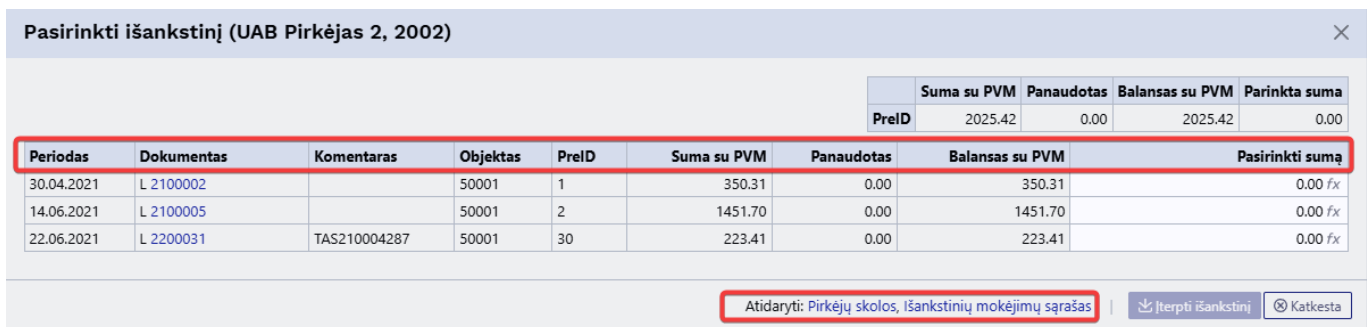 Pasirinkti išankstinį (UAB Pirkėjas 2, 2002)
Suma su PVM Panaudotas Balansas su PVM Parinkta suma
PreID 2025.42 0.00 2025.42 0.00
Periodas Dokumentas Komentaras Objektas PreID Suma su PVM Panaudotas Balansas su PVM Pasirinkti sumą
30.04.2021 L 2100002 50001 1 350.31 0.00 350.31 0.00 fx
14.06.2021 L 2100005 50001 2 1451.70 0.00 1451.70 0.00 fx
22.06.2021 L 2200031 TAS210004287 50001 30 223.41 0.00 223.41 0.00 fx
Atidaryti: Pirkėjų skolos, Išankstinių mokėjimų sąrašas | Įterpti išankstinį Katkesta